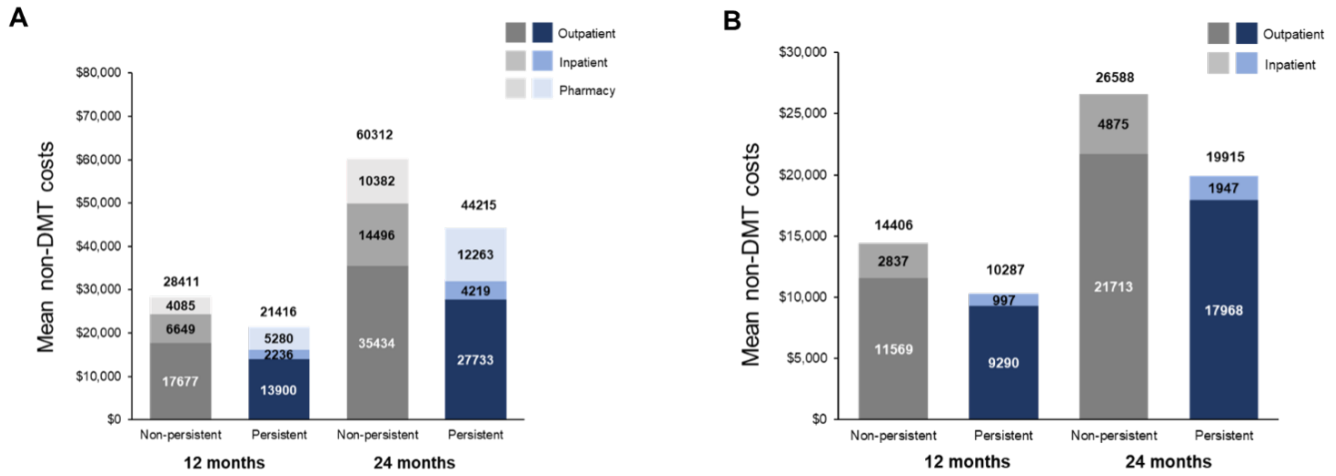 A
Outpatient
Inpatient
Pharmacy
Mean non-DMT costs
$80,000
$70,000
$60,000
$50,000
$40,000
$30,000
$20,000
$10,000
$0
28411
4085
6649
17677
21416
5280
2236
13900
60312
10382
14496
35434
44215
12263
4219
27733
Non-persistent
Persistent
Non-persistent
Persistent
12 months
24 months
B
Outpatient
Inpatient
Mean non-DMT costs
$30,000
$25,000
$20,000
$15,000
$10,000
$5,000
$0
14406
2837
11569
10287
997
9290
26588
4875
21713
19915
1947
17968
Non-persistent
Persistent
Non-persistent
Persistent
12 months
24 months